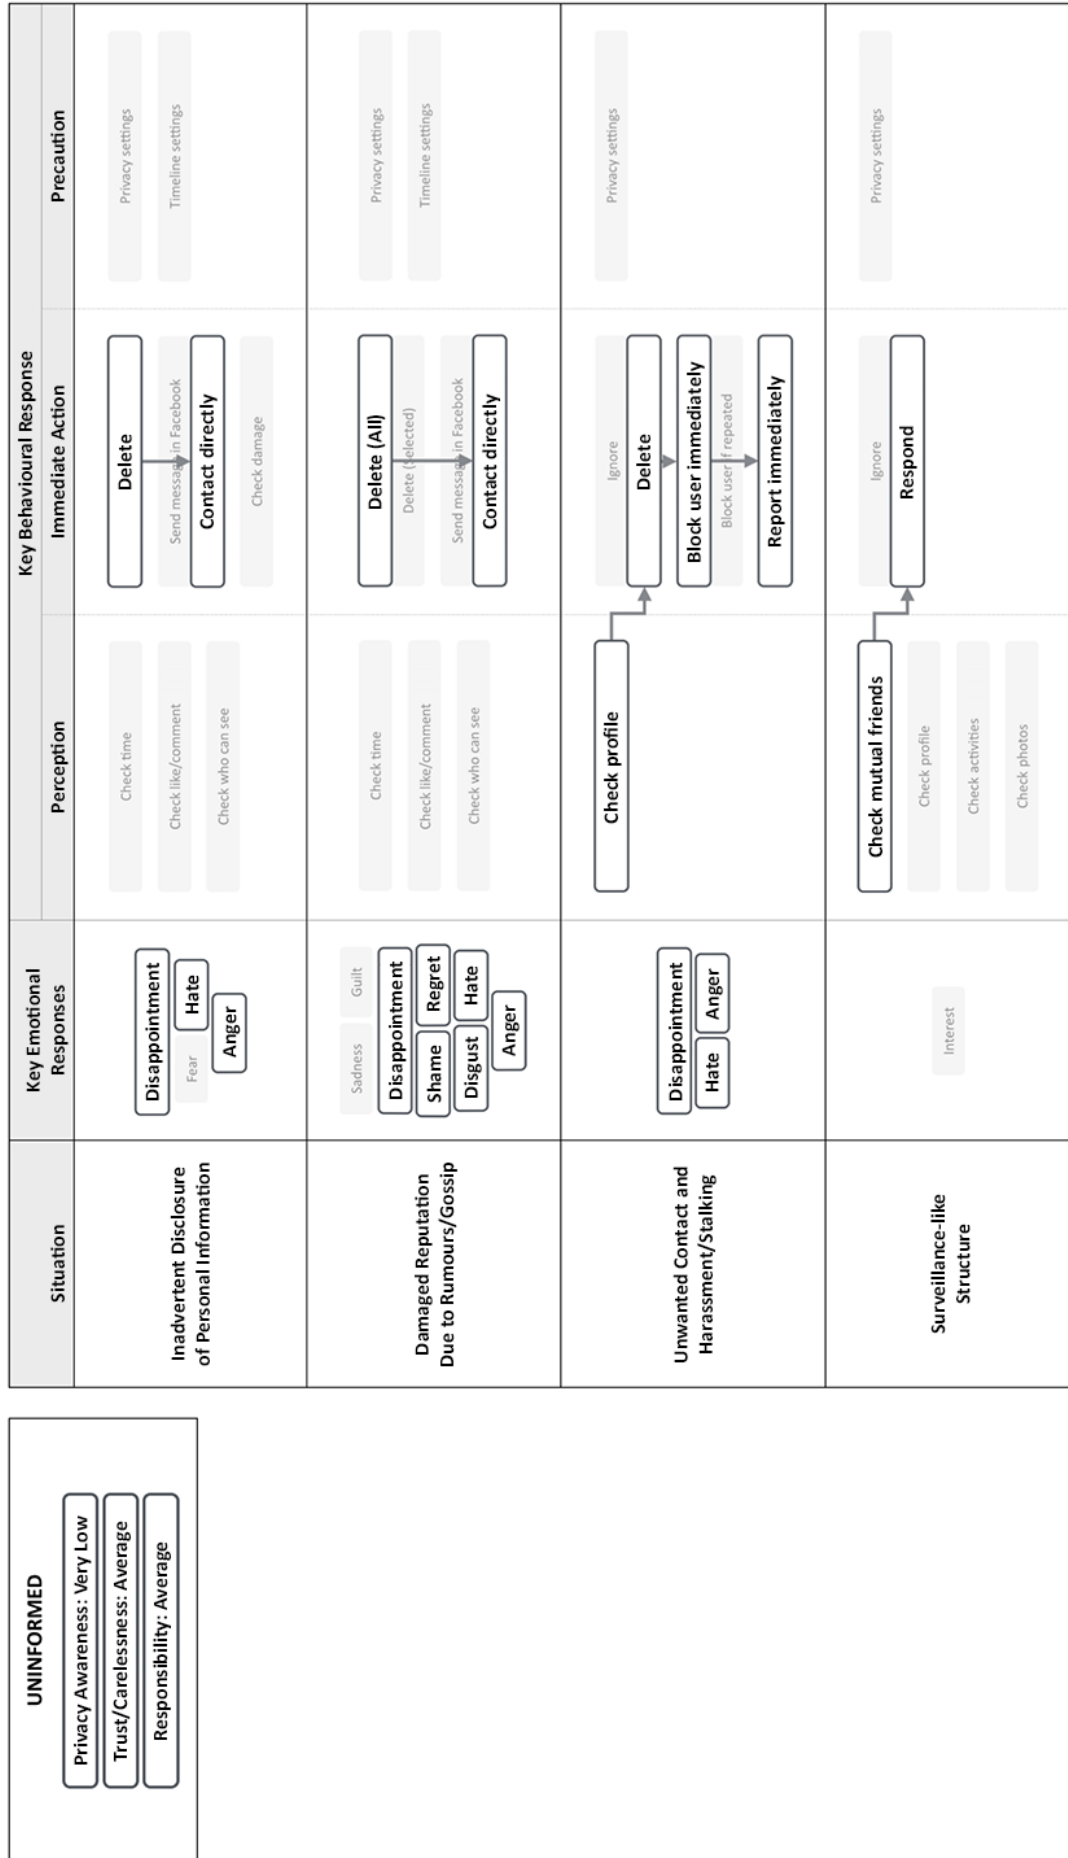 UNINFORMED
Privacy Awareness: Very Low
Trust/Carelessness: Average
Responsibility: Average
Situation
Key Emotional
Responses
Key Behavioural Response
Perception
Immediate Action
Precaution
Inadvertent Disclosure
of Personal Information
Disappointment
Fear
Hate
Anger
Check time
Check like/comment
Check who can see
Delete
Send message in Facebook
Contact directly
Check damage
Privacy settings
Timeline settings
Damaged Reputation
Due to Rumours/Gossip
Sadness
Guilt
Disappointment
Shame
Regret
Disgust
Hate
Anger
Check time
Check like/comment
Check who can see
Delete (All)
Delete (Selected)
Send message in Facebook
Contact directly
Privacy settings
Timeline settings
Unwanted Contact and
Harassment/Stalking
Disappointment
Hate
Anger
Check profile
Ignore
Delete
Block user immediately
Block user if repeated
Report immediately
Privacy settings
Surveillance-like
Structure
Interest
Check mutual friends
Check profile
Check activities
Check photos
Ignore
Respond
Privacy settings